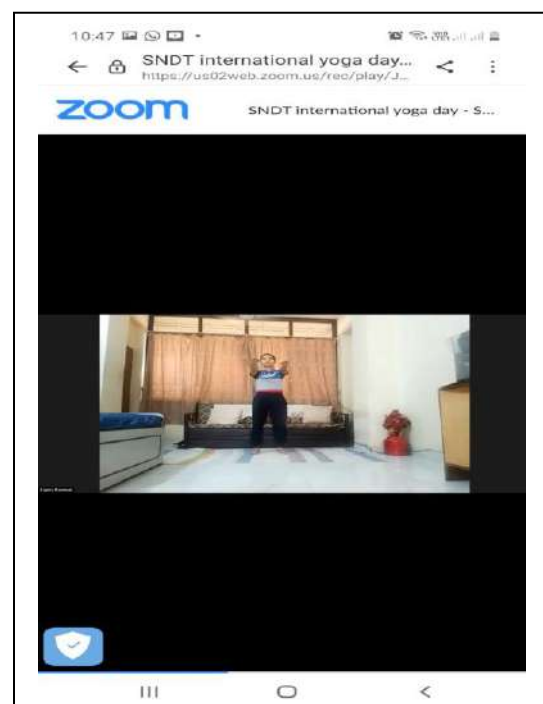 10:47
SNDT international yoga day...
https://us02web.zoom.us/rec/play/J...
zoom
SNDT international yoga day - S...